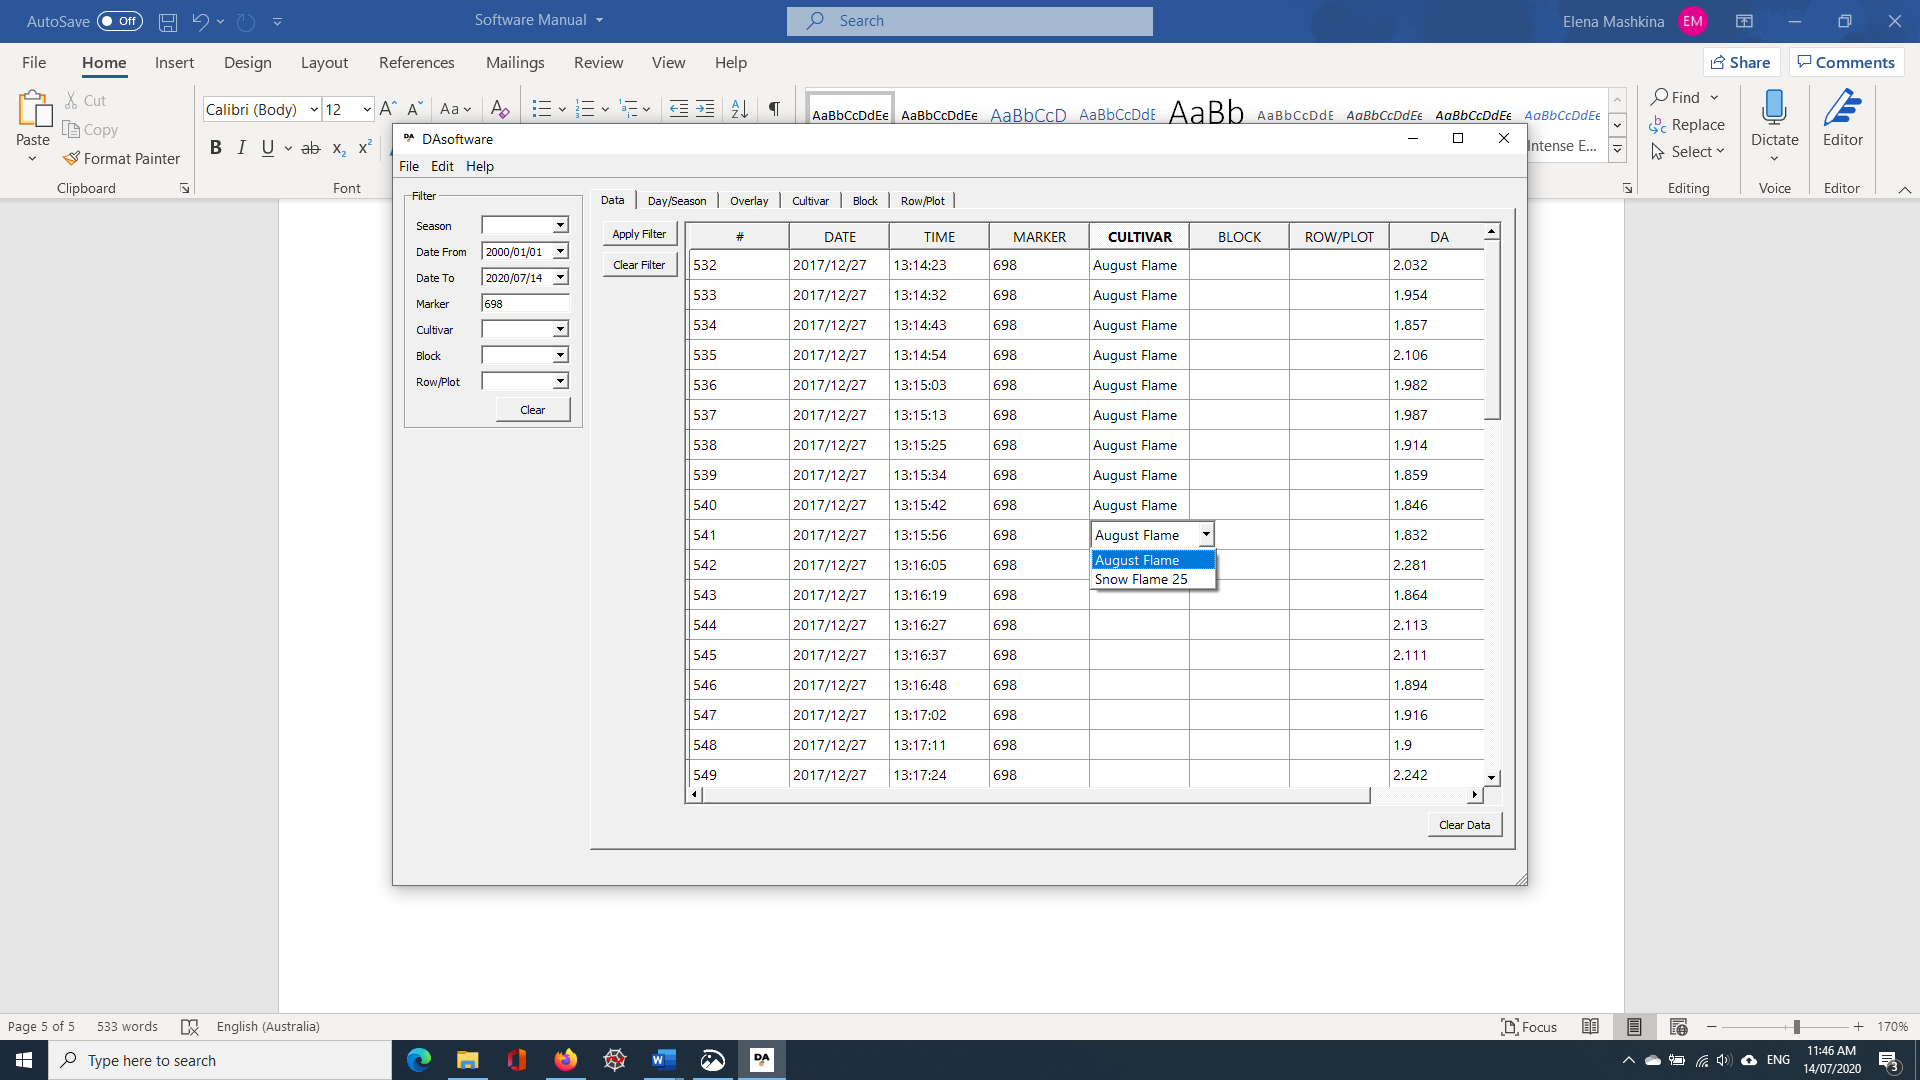 AutoSave Off
Software Manual
Search
Elena Mashkina EM
File Home Insert Design Layout References Mailings Review View Help
Share Comments
Paste
Cut
Copy
Format Painter
Clipboard
Calibri (Body) 12
Aa
B I U ab x2 x2
Font
AaBbCcDdEe AaBbCcDdEe AaBbCcD AaBbCcDdE AaBb AaBbCcDdE AaBbCcDdEe AaBbCcDdEe AaBbCcDdEe
Intense E...
Find
Replace
Select
Editing
Dictate
Voice
Editor
Editor
DA DAsoftware
File Edit Help
Filter
Season
Date From 2000/01/01
Date To 2020/07/14
Marker 698
Cultivar
Block
Row/Plot
Clear
Data Day/Season Overlay Cultivar Block Row/Plot
Apply Filter
Clear Filter
# DATE TIME MARKER CULTIVAR BLOCK ROW/PLOT DA
532 2017/12/27 13:14:23 698 August Flame 2.032
533 2017/12/27 13:14:32 698 August Flame 1.954
534 2017/12/27 13:14:43 698 August Flame 1.857
535 2017/12/27 13:14:54 698 August Flame 2.106
536 2017/12/27 13:15:03 698 August Flame 1.982
537 2017/12/27 13:15:13 698 August Flame 1.987
538 2017/12/27 13:15:25 698 August Flame 1.914
539 2017/12/27 13:15:34 698 August Flame 1.859
540 2017/12/27 13:15:42 698 August Flame 1.846
541 2017/12/27 13:15:56 698 August Flame 1.832
August Flame
542 2017/12/27 13:16:05 698 2.281
Snow Flame 25
543 2017/12/27 13:16:19 698 1.864
544 2017/12/27 13:16:27 698 2.113
545 2017/12/27 13:16:37 698 2.111
546 2017/12/27 13:16:48 698 1.894
547 2017/12/27 13:17:02 698 1.916
548 2017/12/27 13:17:11 698 1.9
549 2017/12/27 13:17:24 698 2.242
Clear Data
Page 5 of 5 533 words English (Australia)
Focus
170%
Type here to search
DA
ENG
11:46 AM
14/07/2020
3